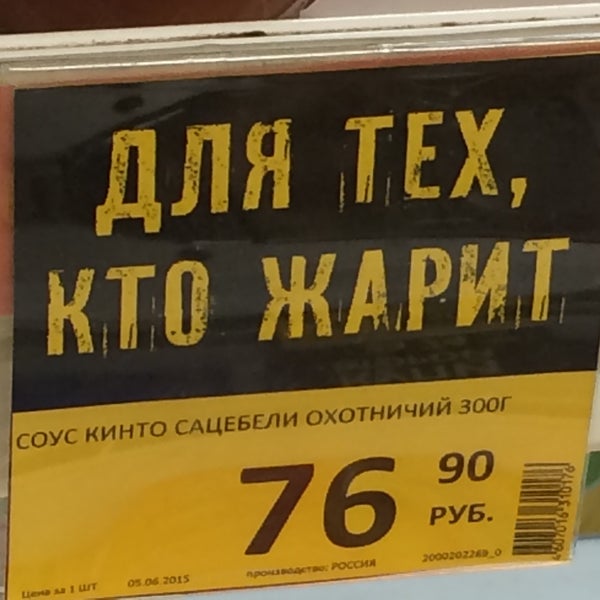 ДЛЯ ТЕХ,
КТО ЖАРИТ
СОУС КИНТО САЦЕБЕЛИ ОХОТНИЧИЙ 300Г
76 90
РУБ.
Цена за 1 ШТ 05.06.2015 производство: РОССИЯ 2000202269_0
4607016310176